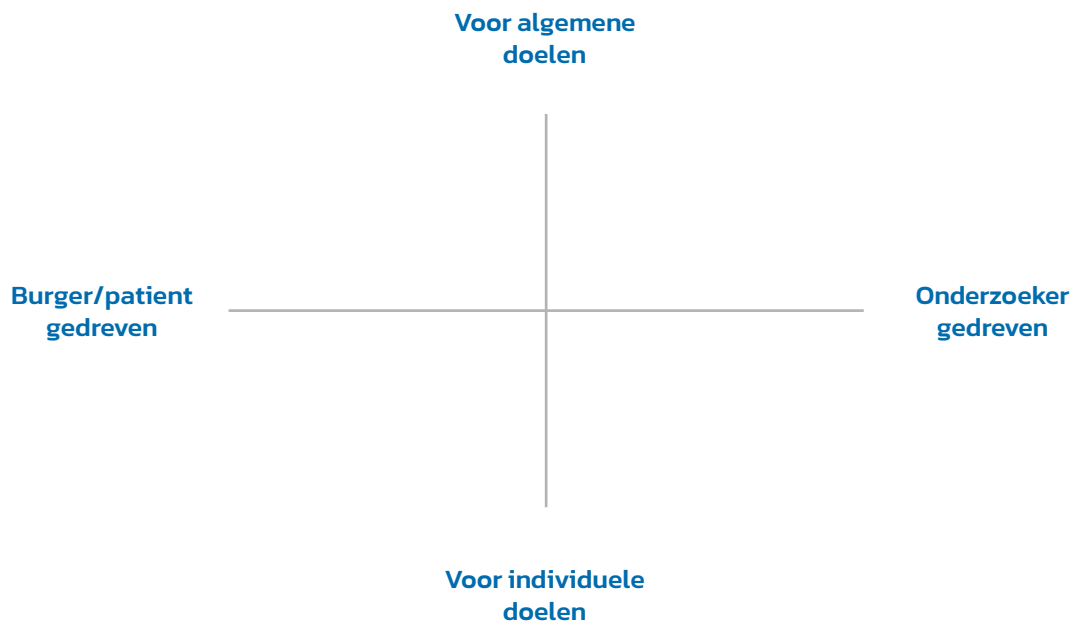 Voor algemene
doelen
Burger/patient
gedreven
Onderzoeker
gedreven
Voor individuele
doelen